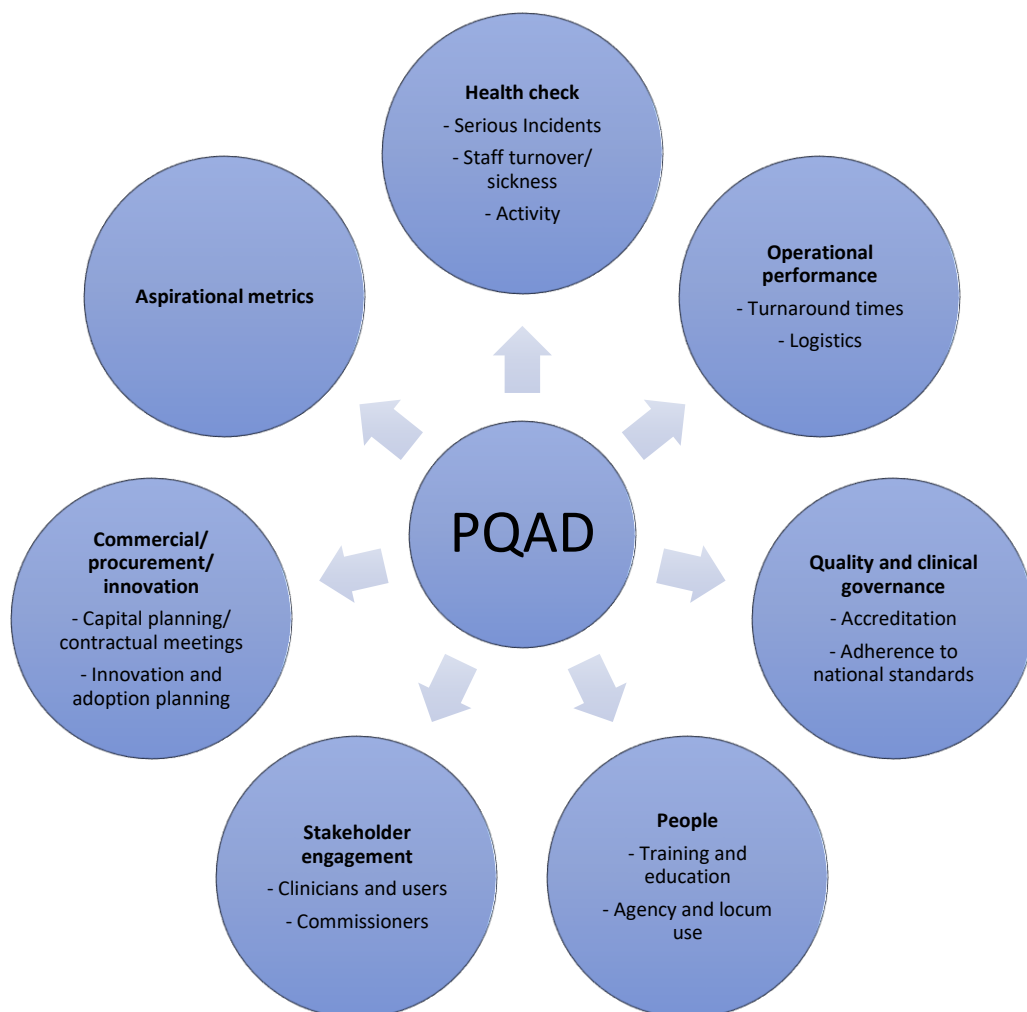 Health check
- Serious Incidents
- Staff turnover/
sickness
- Activity
Operational
performance
- Turnaround times
- Logistics
Quality and clinical
governance
- Accreditation
- Adherence to
national standards
People
- Training and
education
- Agency and locum
use
Stakeholder
engagement
- Clinicians and users
- Commissioners
Commercial/
procurement/
innovation
- Capital planning/
contractual meetings
- Innovation and
adoption planning
Aspirational metrics
PQAD